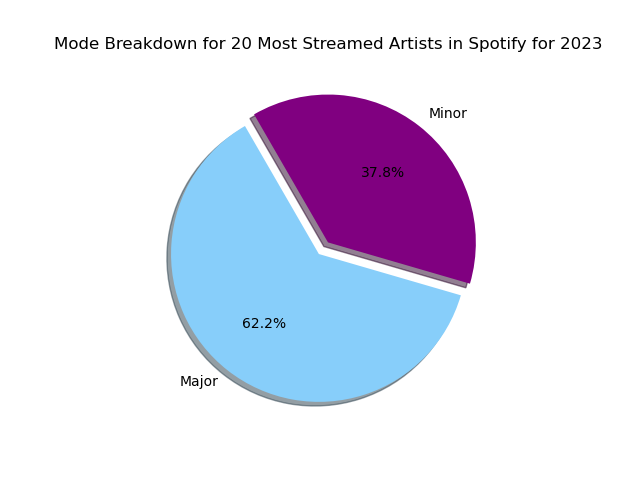 Mode Breakdown for 20 Most Streamed Artists in Spotify for 2023
Minor
37.8%
62.2%
Major